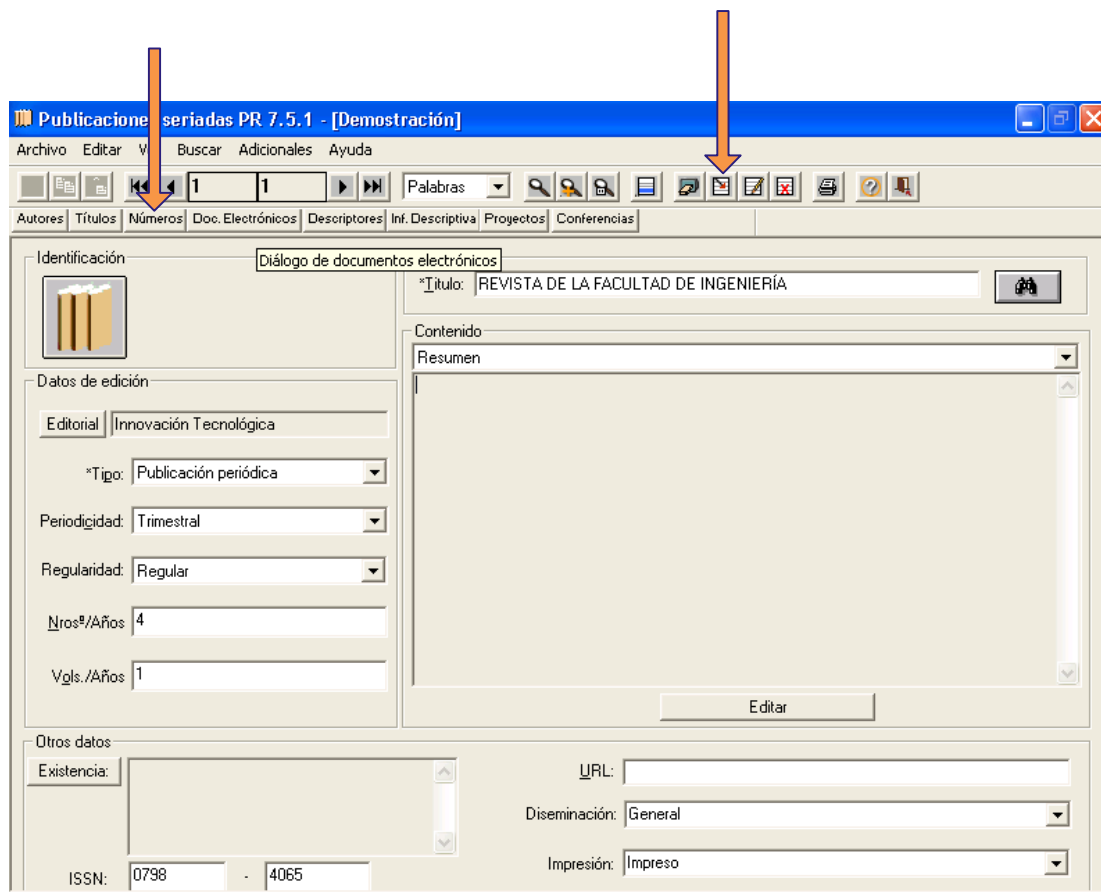 Publicaciones seriadas PR 7.5.1 - [Demostración]
Archivo Editar Buscar Adicionales Ayuda
1 1 Palabras
Autores Títulos Números Doc. Electrónicos Descriptores Inf. Descriptiva Proyectos Conferencias
Identificación
Diálogo de documentos electrónicos
*Titulo: REVISTA DE LA FACULTAD DE INGENIERÍA
Contenido
Resumen
Datos de edición
Editorial Innovación Tecnológica
*Tipo: Publicación periódica
Periodicidad: Trimestral
Regularidad: Regular
Nrosº/Años 4
Vols./Años 1
Editar
Otros datos
Existencia:
URL:
Diseminación: General
Impresión: Impreso
ISSN: 0798 - 4065